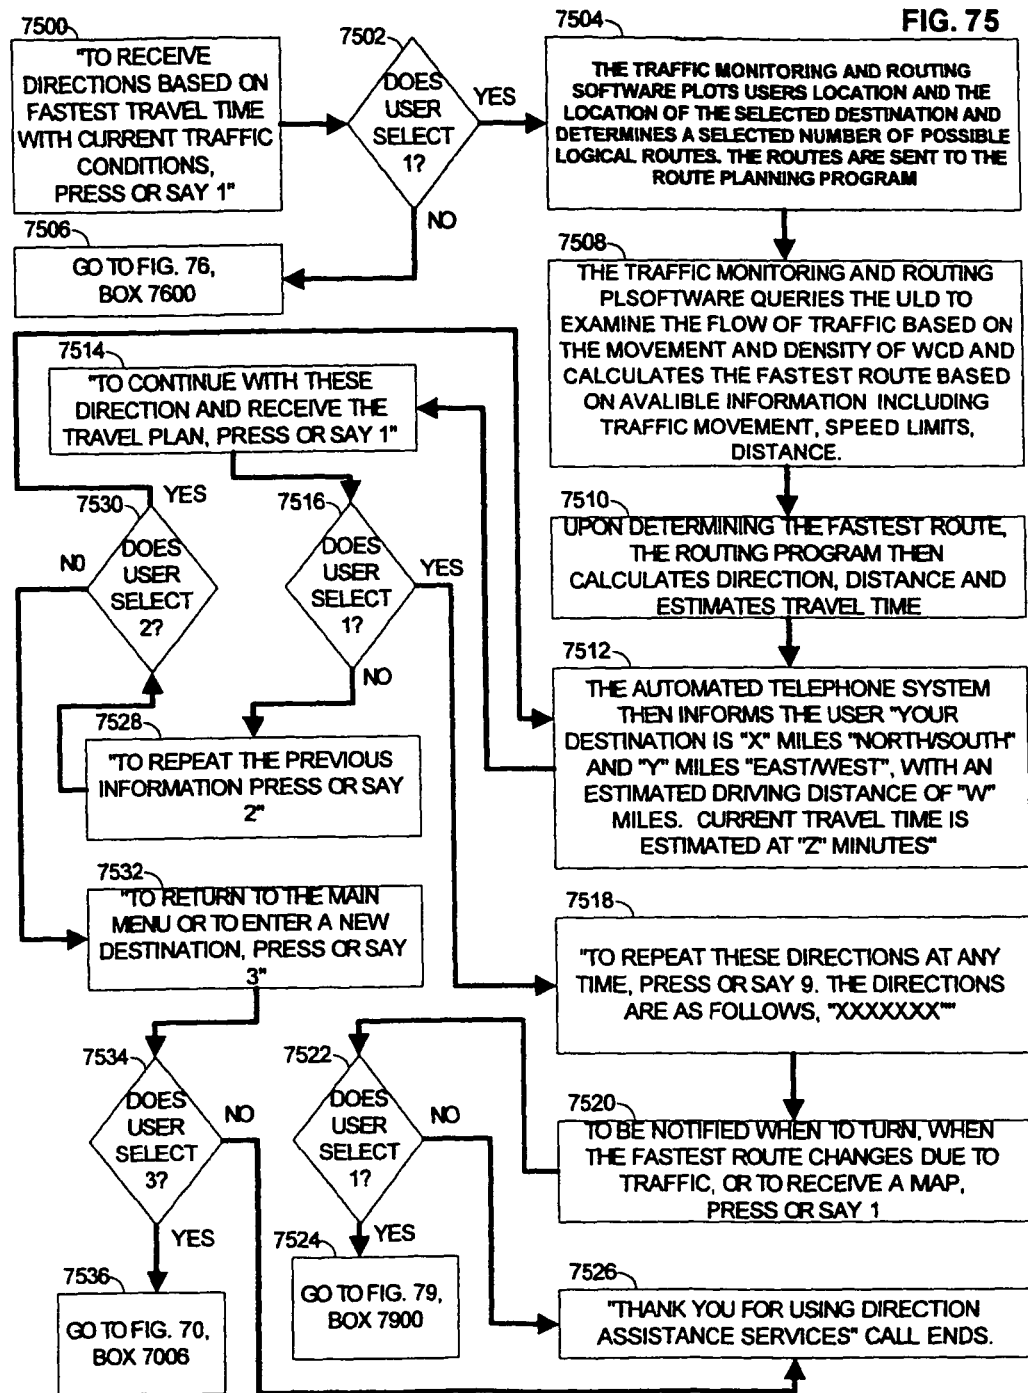 FIG. 75
7500
"TO RECEIVE
DIRECTIONS BASED ON
FASTEST TRAVEL TIME
WITH CURRENT TRAFFIC
CONDITIONS,
PRESS OR SAY 1"
7502
DOES
USER
SELECT
1?
YES
NO
7504
THE TRAFFIC MONITORING AND ROUTING
SOFTWARE PLOTS USERS LOCATION AND THE
LOCATION OF THE SELECTED DESTINATION AND
DETERMINES A SELECTED NUMBER OF POSSIBLE
LOGICAL ROUTES. THE ROUTES ARE SENT TO THE
ROUTE PLANNING PROGRAM
7506
GO TO FIG. 76,
BOX 7600
7508
THE TRAFFIC MONITORING AND ROUTING
PLSOFTWARE QUERIES THE ULD TO
EXAMINE THE FLOW OF TRAFFIC BASED ON
THE MOVEMENT AND DENSITY OF WCD AND
CALCULATES THE FASTEST ROUTE BASED
ON AVALIBLE INFORMATION INCLUDING
TRAFFIC MOVEMENT, SPEED LIMITS,
DISTANCE.
7510
UPON DETERMINING THE FASTEST ROUTE,
THE ROUTING PROGRAM THEN
CALCULATES DIRECTION, DISTANCE AND
ESTIMATES TRAVEL TIME
7512
THE AUTOMATED TELEPHONE SYSTEM
THEN INFORMS THE USER "YOUR
DESTINATION IS "X" MILES "NORTH/SOUTH"
AND "Y" MILES "EAST/WEST", WITH AN
ESTIMATED DRIVING DISTANCE OF "W"
MILES. CURRENT TRAVEL TIME IS
ESTIMATED AT "Z" MINUTES"
7514
"TO CONTINUE WITH THESE
DIRECTION AND RECEIVE THE
TRAVEL PLAN, PRESS OR SAY 1"
7516
DOES
USER
SELECT
1?
YES
NO
7530
DOES
USER
SELECT
2?
YES
N0
7528
"TO REPEAT THE PREVIOUS
INFORMATION PRESS OR SAY
2"
7532
"TO RETURN TO THE MAIN
MENU OR TO ENTER A NEW
DESTINATION, PRESS OR SAY
3"
7518
"TO REPEAT THESE DIRECTIONS AT ANY
TIME, PRESS OR SAY 9. THE DIRECTIONS
ARE AS FOLLOWS, "XXXXXXX""
7520
TO BE NOTIFIED WHEN TO TURN, WHEN
THE FASTEST ROUTE CHANGES DUE TO
TRAFFIC, OR TO RECEIVE A MAP,
PRESS OR SAY 1
7534
DOES
USER
SELECT
3?
NO
YES
7522
DOES
USER
SELECT
1?
NO
YES
7524
GO TO FIG. 79,
BOX 7900
7526
"THANK YOU FOR USING DIRECTION
ASSISTANCE SERVICES" CALL ENDS.
7536
GO TO FIG. 70,
BOX 7006